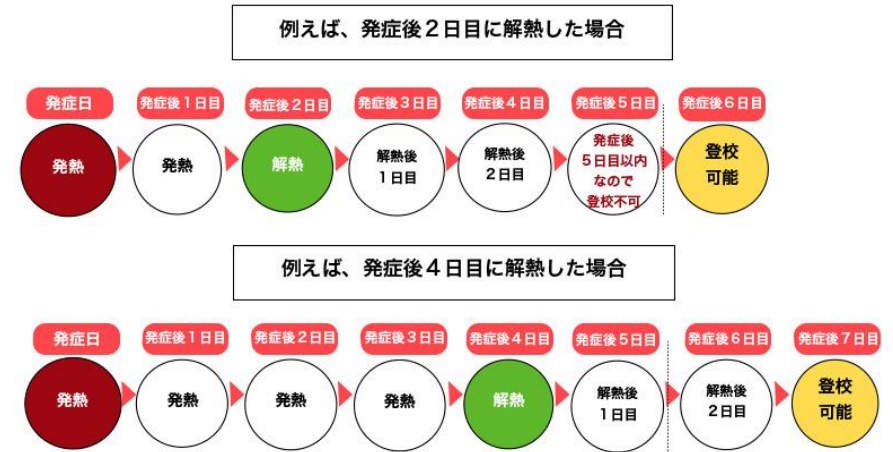 例えば、発症後２日目に解熱した場合
発症日 発症後１日目 発症後２日目 発症後３日目 発症後４日目 発症後５日目 発症後６日目
発熱
発熱
解熱
解熱後
１日目
解熱後
２日目
発症後
５日目以内
なので
登校不可
登校
可能
例えば、発症後４日目に解熱した場合
発症日 発症後１日目 発症後２日目 発症後３日目 発症後４日目 発症後５日目 発症後６日目 発症後７日目
発熱
発熱
発熱
発熱
解熱
解熱後
１日目
解熱後
２日目
登校
可能